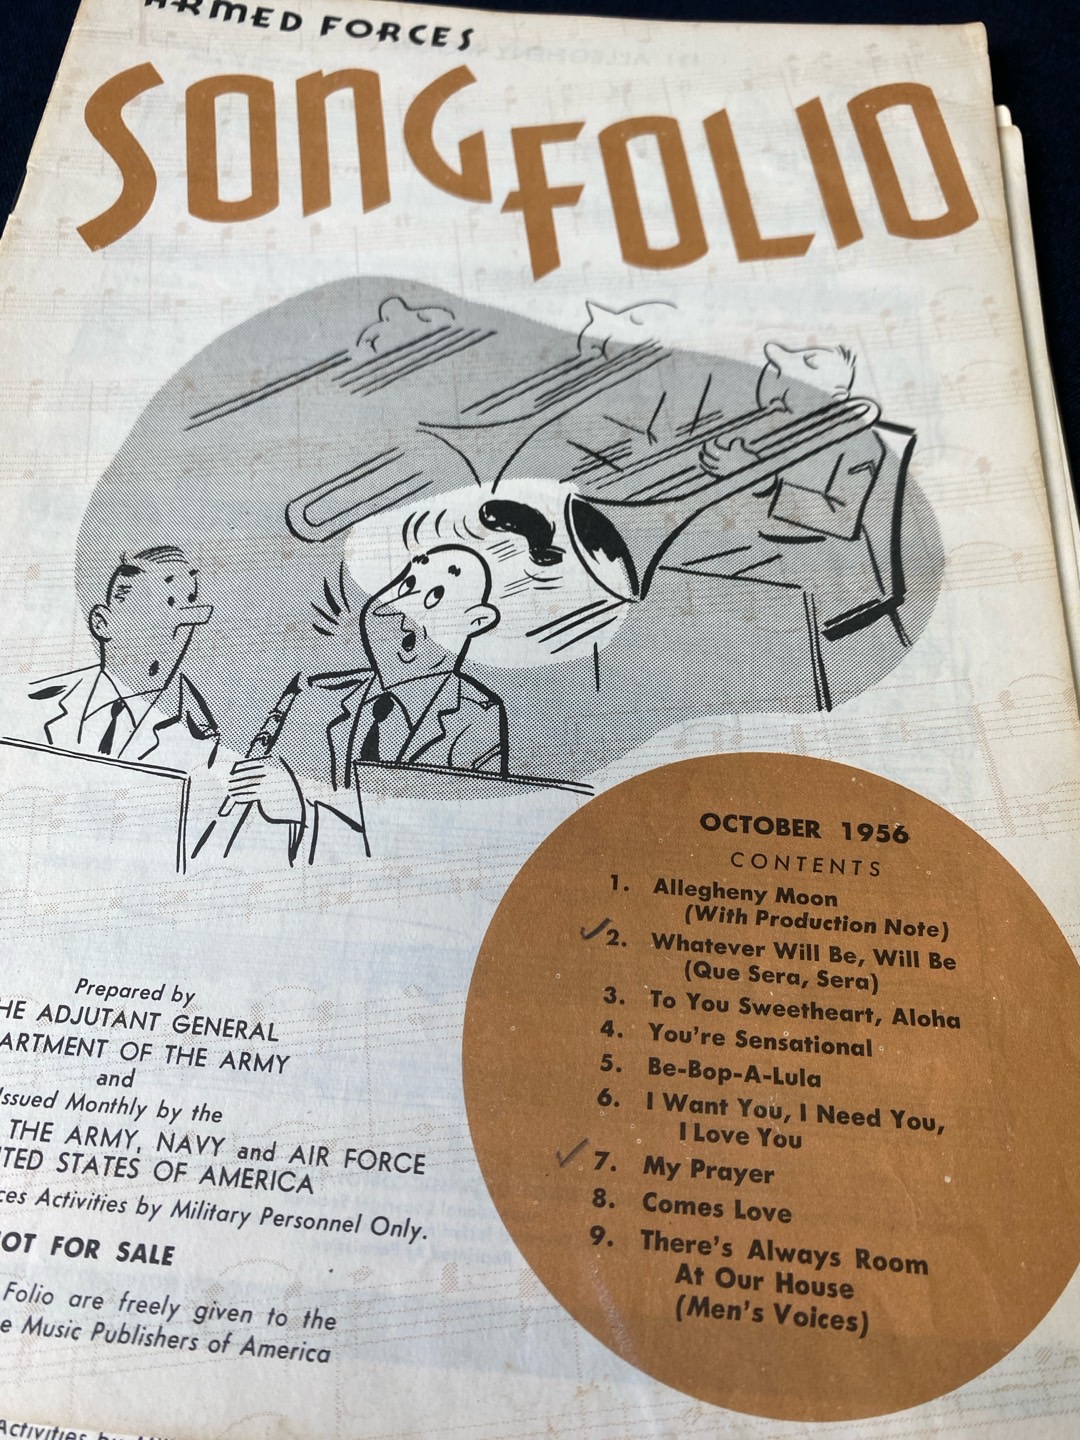 ARMED FORCES
SONG FOLIO
OCTOBER 1956
CONTENTS
1. Allegheny Moon
(With Production Note)
2. Whatever Will Be, Will Be
(Que Sera, Sera)
3. To You Sweetheart, Aloha
4. You're Sensational
5. Be-Bop-A-Lula
6. I Want You, I Need You,
I Love You
7. My Prayer
8. Comes Love
9. There's Always Room
At Our House
(Men's Voices)
Prepared by
HE ADJUTANT GENERAL
ARTMENT OF THE ARMY
and
Issued Monthly by the
THE ARMY, NAVY and AIR FORCE
TED STATES OF AMERICA
ces Activities by Military Personnel Only.
OT FOR SALE
Folio are freely given to the
e Music Publishers of America
Activities by